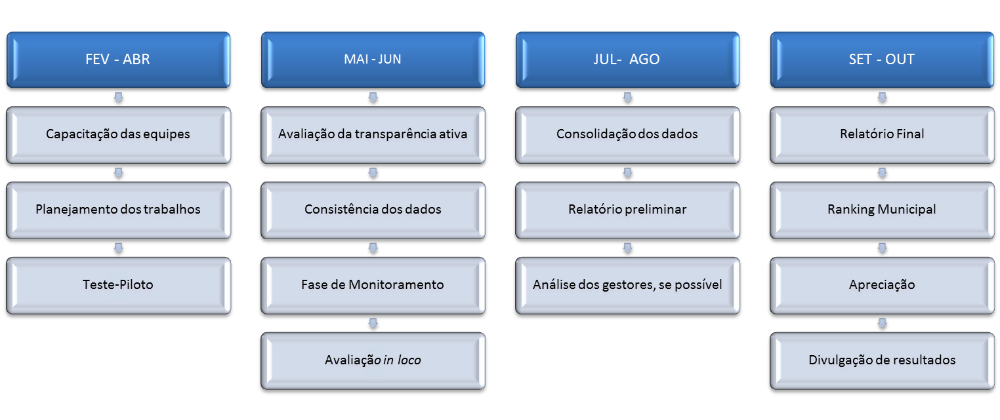 FEV - ABR
Capacitação das equipes
Planejamento dos trabalhos
Teste-Piloto
MAI - JUN
Avaliação da transparência ativa
Consistência dos dados
Fase de Monitoramento
Avaliação in loco
JUL- AGO
Consolidação dos dados
Relatório preliminar
Análise dos gestores, se possível
SET - OUT
Relatório Final
Ranking Municipal
Apreciação
Divulgação de resultados